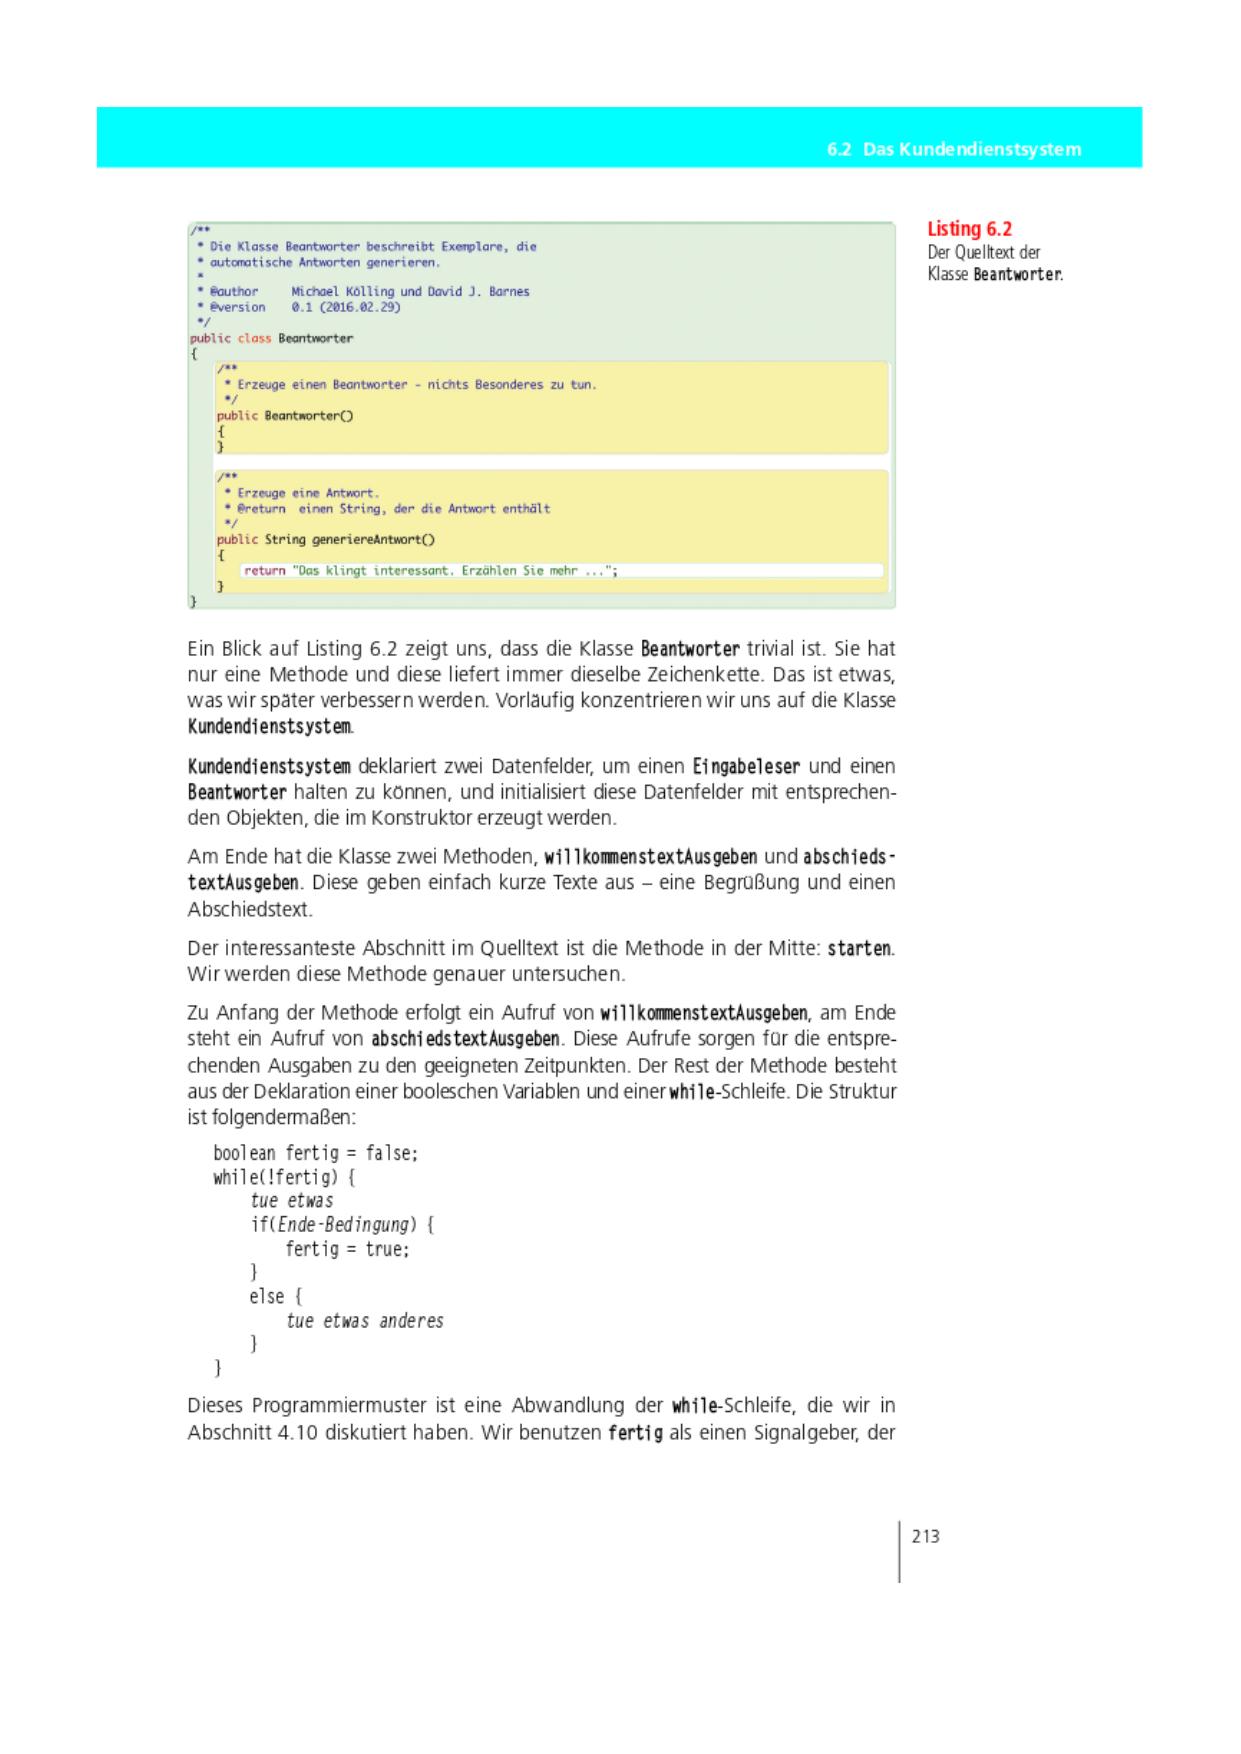 6.2 Das Kundendienstsystem
/**
 * Die Klasse Beantworter beschreibt Exemplare, die
 * automatische Antworten generieren.
 *
 * @author     Michael Kölling und David J. Barnes
 * @version    0.1 (2016.02.29)
 */
public class Beantworter
{
    /**
     * Erzeuge einen Beantworter - nichts Besonderes zu tun.
     */
    public Beantworter()
    {
    }
    /**
     * Erzeuge eine Antwort.
     * @return  einen String, der die Antwort enthält
     */
    public String generiereAntwort()
    {
        return "Das klingt interessant. Erzählen Sie mehr ...";
    }
}
Listing 6.2
Der Quelltext der
Klasse Beantworter.
Ein Blick auf Listing 6.2 zeigt uns, dass die Klasse Beantworter trivial ist. Sie hat
nur eine Methode und diese liefert immer dieselbe Zeichenkette. Das ist etwas,
was wir später verbessern werden. Vorläufig konzentrieren wir uns auf die Klasse
Kundendienstsystem.
Kundendienstsystem deklariert zwei Datenfelder, um einen Eingabeleser und einen
Beantworter halten zu können, und initialisiert diese Datenfelder mit entsprechen-
den Objekten, die im Konstruktor erzeugt werden.
Am Ende hat die Klasse zwei Methoden, willkommenstextAusgeben und abschieds-
textAusgeben. Diese geben einfach kurze Texte aus – eine Begrüßung und einen
Abschiedstext.
Der interessanteste Abschnitt im Quelltext ist die Methode in der Mitte: starten.
Wir werden diese Methode genauer untersuchen.
Zu Anfang der Methode erfolgt ein Aufruf von willkommenstextAusgeben, am Ende
steht ein Aufruf von abschiedstextAusgeben. Diese Aufrufe sorgen für die entspre-
chenden Ausgaben zu den geeigneten Zeitpunkten. Der Rest der Methode besteht
aus der Deklaration einer booleschen Variablen und einer while-Schleife. Die Struktur
ist folgendermaßen:
boolean fertig = false;
while(!fertig) {
    tue etwas
    if(Ende-Bedingung) {
        fertig = true;
    }
    else {
        tue etwas anderes
    }
}
Dieses Programmiermuster ist eine Abwandlung der while-Schleife, die wir in
Abschnitt 4.10 diskutiert haben. Wir benutzen fertig als einen Signalgeber, der
213